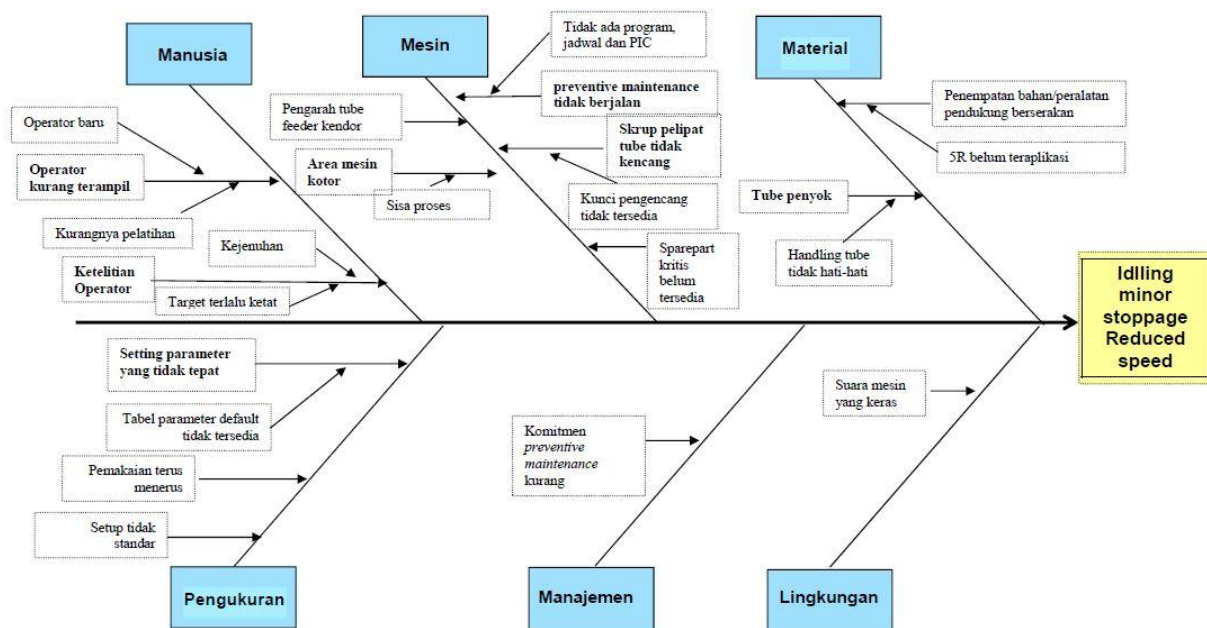 Manusia
Mesin
Material
Tidak ada program,
jadwal dan PIC
preventive maintenance
tidak berjalan
Pengarah tube
feeder kendor
Skrup pelipat
tube tidak
kencang
Area mesin
kotor
Sisa proses
Kunci pengencang
tidak tersedia
Sparepart
kritis
belum
tersedia
Operator baru
Operator
kurang terampil
Kurangnya pelatihan
Kejenuhan
Ketelitian
Operator
Target terlalu ketat
Penempatan bahan/peralatan
pendukung berserakan
5R belum teraplikasi
Tube penyok
Handling tube
tidak hati-hati
Idlling
minor
stoppage
Reduced
speed
Setting parameter
yang tidak tepat
Tabel parameter default
tidak tersedia
Pemakaian terus
menerus
Setup tidak
standar
Komitmen
preventive
maintenance
kurang
Suara mesin
yang keras
Pengukuran
Manajemen
Lingkungan